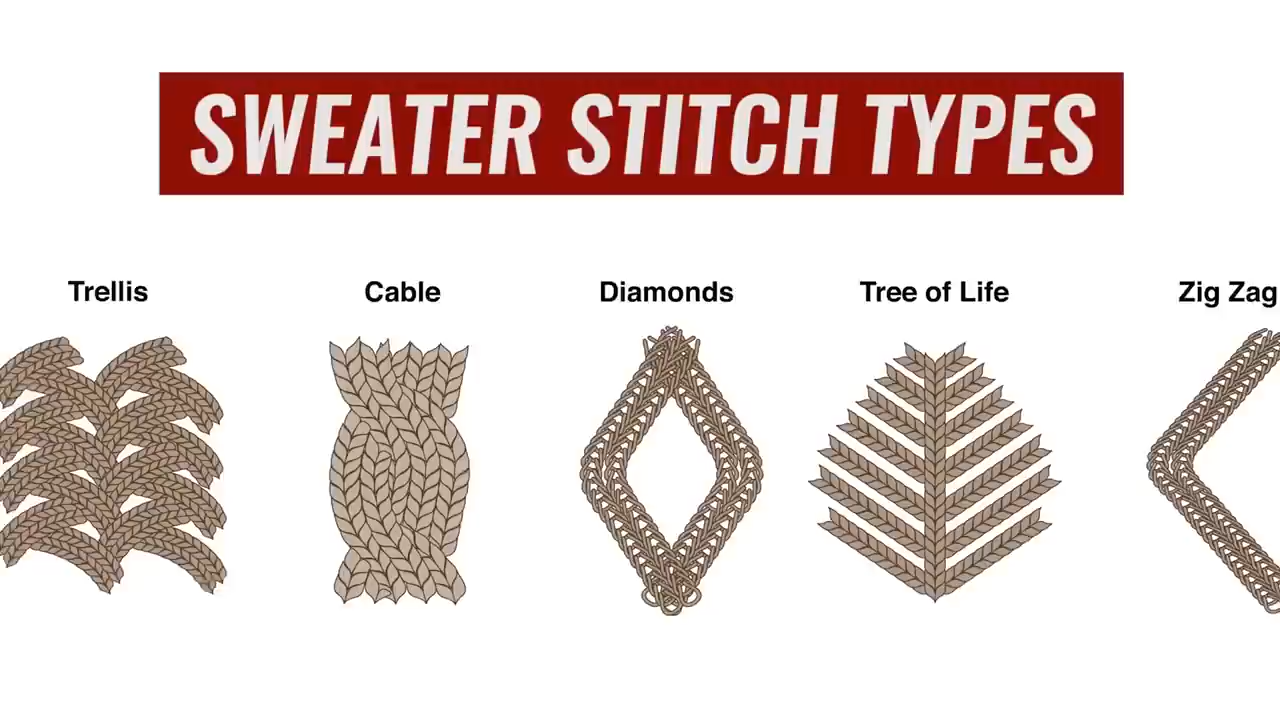 SWEATER STITCH TYPES
Trellis
Cable
Diamonds
Tree of Life
Zig Zag